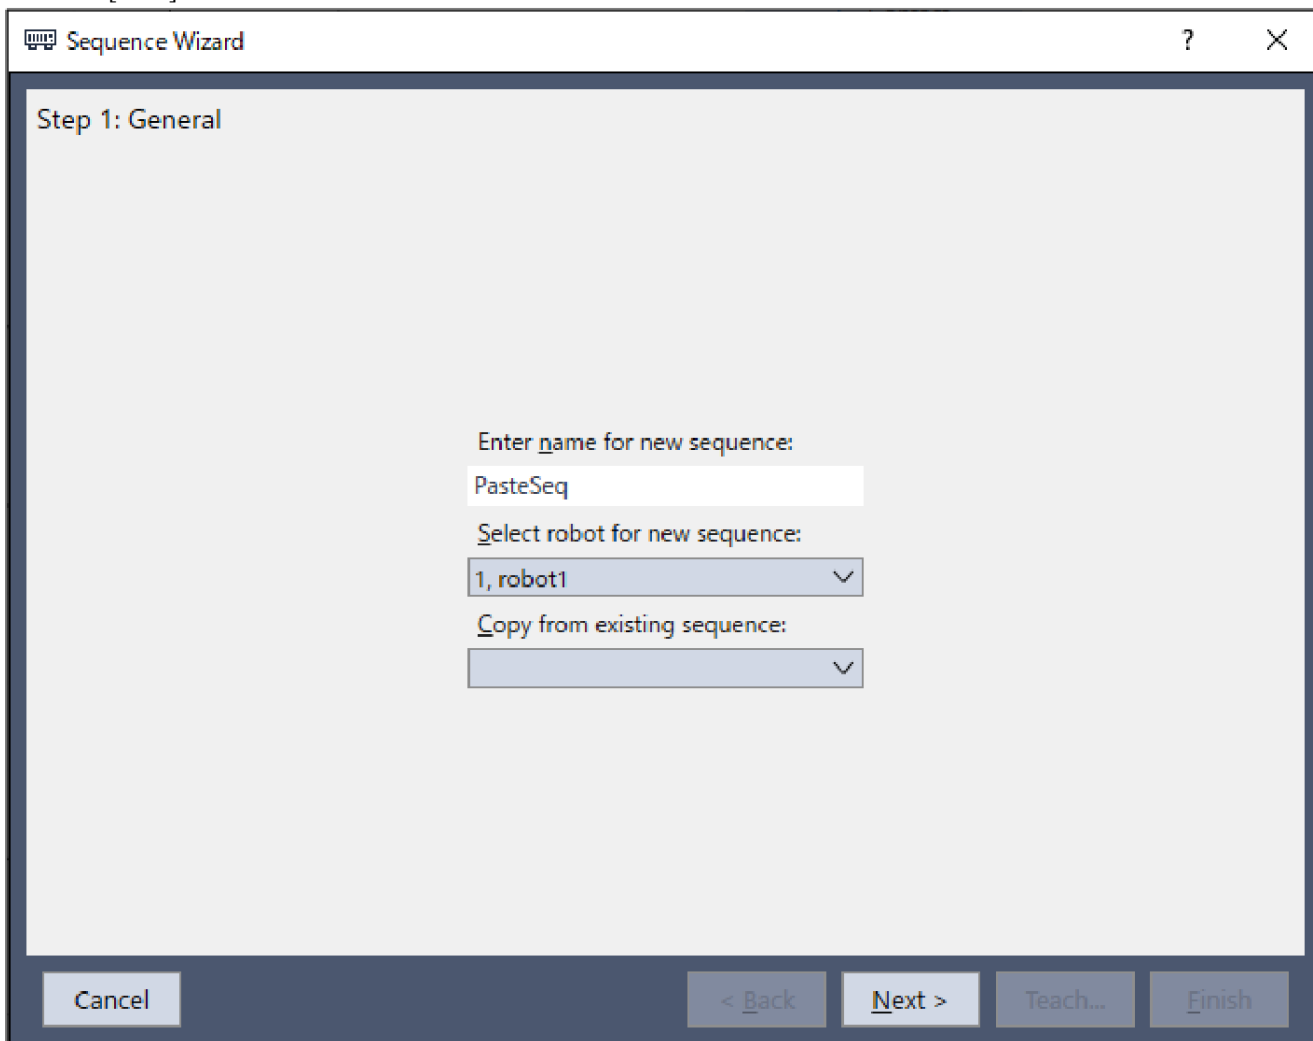 Sequence Wizard ?
Step 1: General
Enter name for new sequence:
PasteSeq
Select robot for new sequence:
1, robot1
Copy from existing sequence:
Cancel < Back Next > Teach... Finish